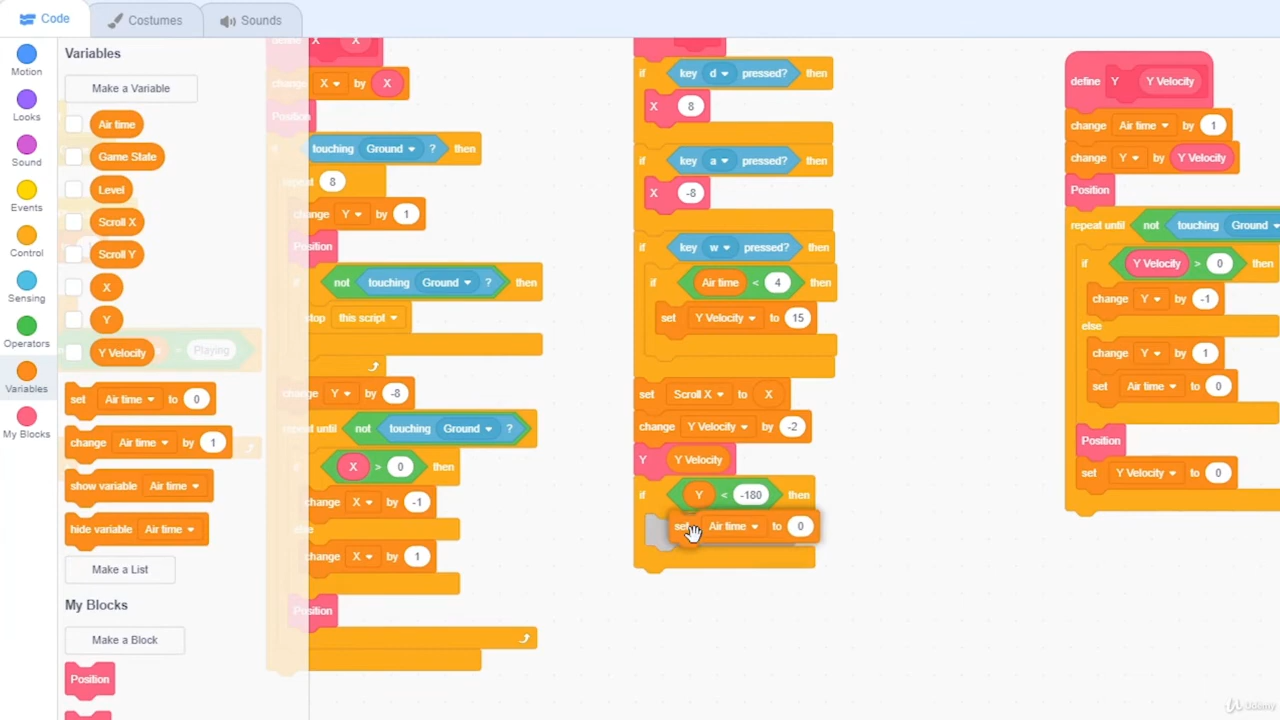 Code Costumes Sounds
Variables
Make a Variable
Air time
Game State
Level
Scroll X
Scroll Y
X
Y
Y Velocity
Playing
set Air time to 0
change Air time by 1
show variable Air time
hide variable Air time
Make a List
My Blocks
Make a Block
Position
Motion
Looks
Sound
Events
Control
Sensing
Operators
Variables
My Blocks
define X X
change X by X
Position
if touching Ground ? then
repeat 8
change Y by 1
Position
if not touching Ground ? then
stop this script
change Y by -8
repeat until not touching Ground ?
if X > 0 then
change X by -1
else
change X by 1
Position
if key d pressed? then
X 8
if key a pressed? then
X -8
if key w pressed? then
if Air time < 4 then
set Y Velocity to 15
set Scroll X to X
change Y Velocity by -2
Y Y Velocity
if Y < -180 then
set Air time to 0
define Y Y Velocity
change Air time by 1
change Y by Y Velocity
Position
repeat until not touching Ground
if Y Velocity > 0 then
change Y by -1
else
change Y by 1
set Air time to 0
Position
set Y Velocity to 0
Udemy